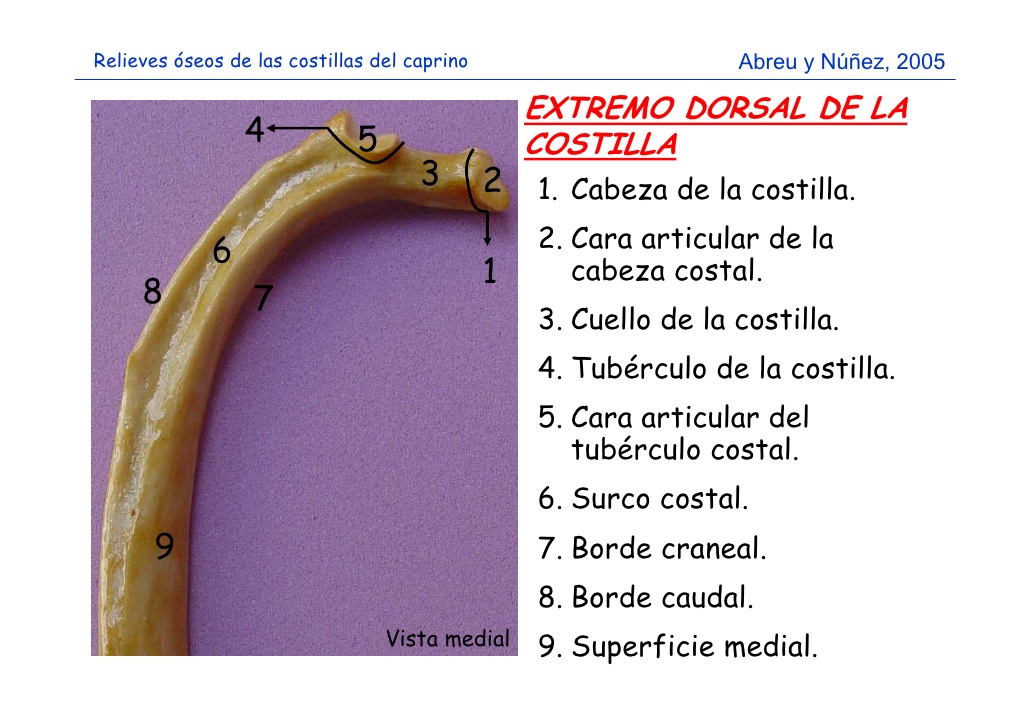 Relieves óseos de las costillas del caprino
Abreu y Núñez, 2005
EXTREMO DORSAL DE LA
COSTILLA
1. Cabeza de la costilla.
2. Cara articular de la
cabeza costal.
3. Cuello de la costilla.
4. Tubérculo de la costilla.
5. Cara articular del
tubérculo costal.
6. Surco costal.
7. Borde craneal.
8. Borde caudal.
9. Superficie medial.
4
5
3
2
1
6
8
7
9
Vista medial